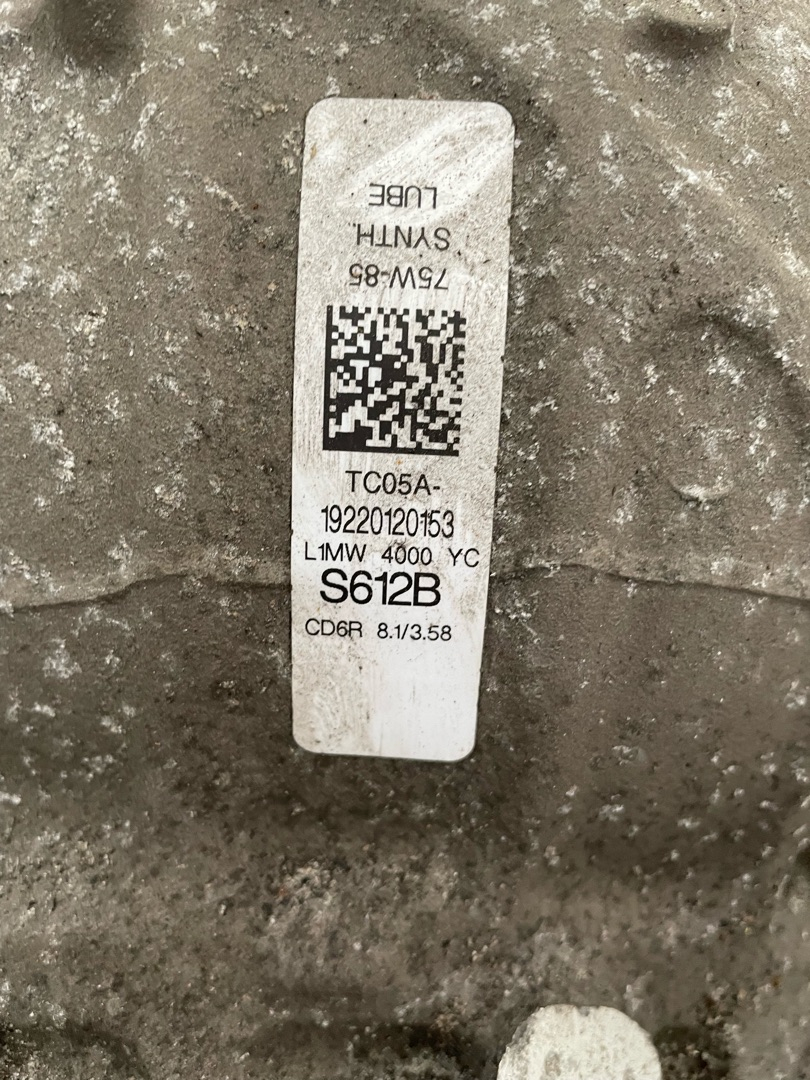 75W-85
SYNTH.
LUBE
TC05A-
19220120153
L1MW 4000 YC
S612B
CD6R 8.1/3.58